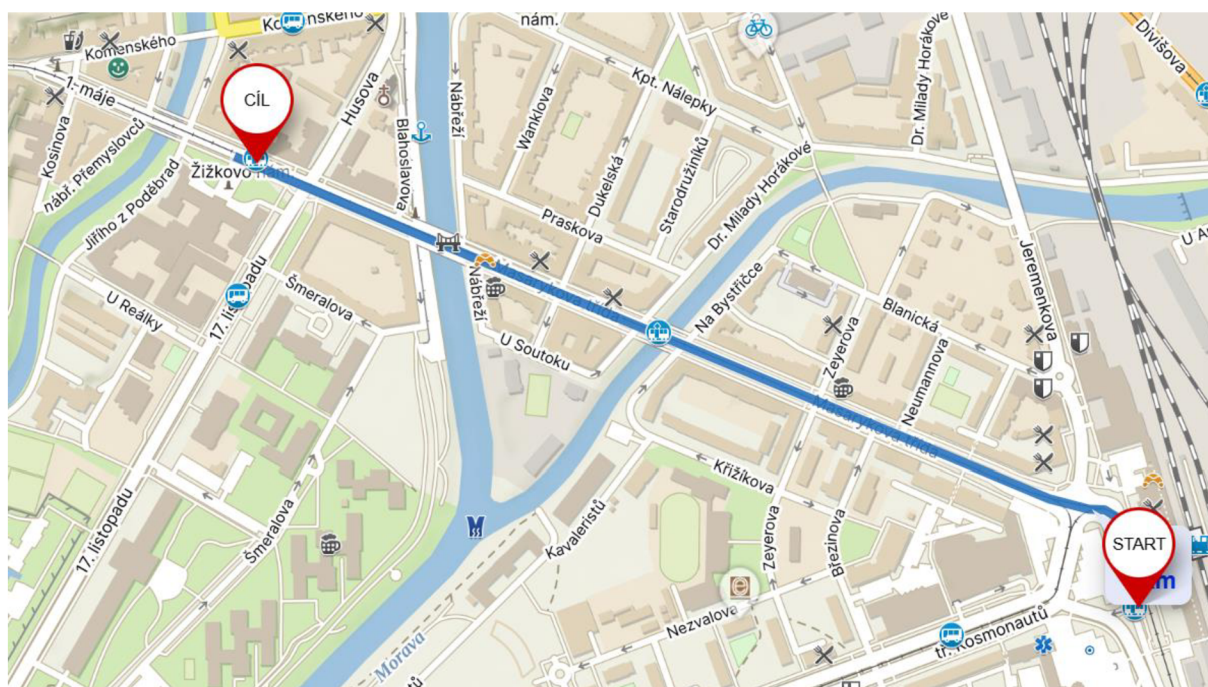 Komenského
nám.
Divišova
Komenského
1. máje
CÍL
Husova
Nábřeží
Wanklova
Kpt. Nálepky
Dr. Milady Horákové
Kosinova
nábř. Přemyslovců
Jiřího z Poděbrad
Žižkovo nám.
Blahoslavova
Dukelská
Starodružiníků
Dr. Milady Horákové
Praskova
Jeremenkova
Masarykova třída
Na Bystřičce
Blanická
U Reálky
17. listopadu
Šmeralova
Nábřeží
U Soutoku
Zeyerova
Neumannova
Masarykova třída
Křížkova
17. listopadu
Šmeralova
Kavaleristů
Zeyerova
Březinova
START
m
Nezvalova
tř. Kosmonautů
Morava